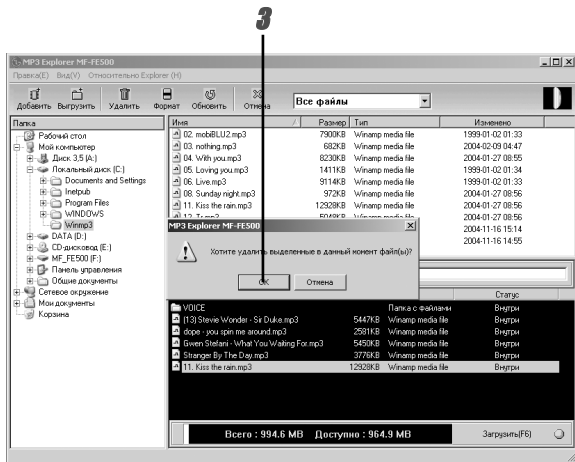 3
MP3 Explorer MF-FE500
Правка(E) Вид(V) Относительно Explorer (H)
Добавить Выгрузить Удалить Формат Обновить Отмена Все файлы
Папка
Рабочий стол
Мой компьютер
Диск 3,5 (A:)
Локальный диск (C:)
Documents and Settings
Inetpub
Program Files
WINDOWS
Winmp3
DATA (D:)
CD-дисковод (E:)
MF_FE500 (F:)
Панель управления
Общие документы
Сетевое окружение
Мои документы
Корзина
Имя / Размер Тип Изменено
02. mobiBLU2.mp3 7900KB Winamp media file 1999-01-02 01:33
03. nothing.mp3 682KB Winamp media file 2004-02-09 04:47
04. With you.mp3 8230KB Winamp media file 2004-01-27 08:55
05. Loving you.mp3 1411KB Winamp media file 1999-01-02 01:34
06. Live.mp3 9114KB Winamp media file 1999-01-02 01:33
08. Sunday night.mp3 972KB Winamp media file 2004-01-27 08:56
11. Kiss the rain.mp3 12928KB Winamp media file 2004-01-27 08:56
2004-01-27 08:56
2004-11-16 15:14
2004-11-16 14:55
MP3 Explorer MF-FE500
Хотите удалить выделенные в данный момент файл(ы)?
OK Отмена
Статус
VOICE Папка с файлами Внутри
(13) Stevie Wonder - Sir Duke.mp3 5447KB Winamp media file Внутри
dope - you spin me around.mp3 2581KB Winamp media file Внутри
Gwen Stefani - What You Waiting For.mp3 5450KB Winamp media file Внутри
Stranger By The Day.mp3 3776KB Winamp media file Внутри
11. Kiss the rain.mp3 12928KB Winamp media file Внутри
Всего : 994.6 MB Доступно : 964.9 MB Загрузить(F6)